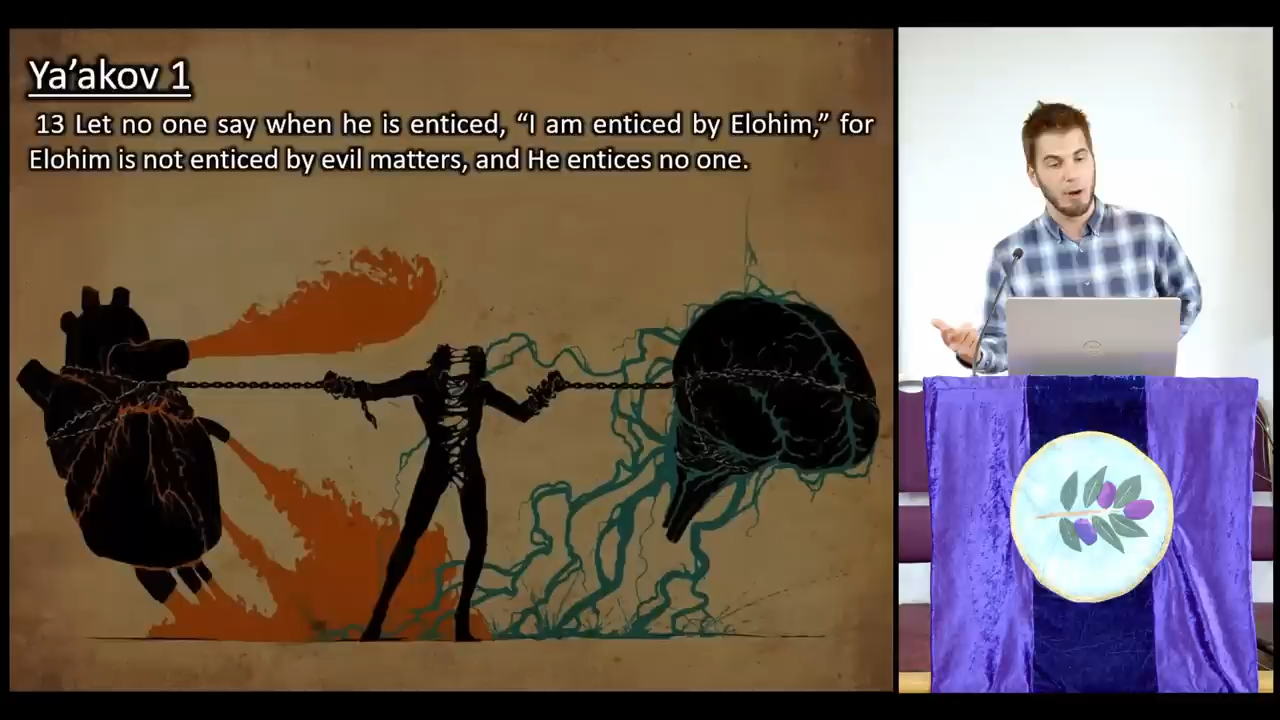 Ya’akov 1
13 Let no one say when he is enticed, “I am enticed by Elohim,” for
Elohim is not enticed by evil matters, and He entices no one.